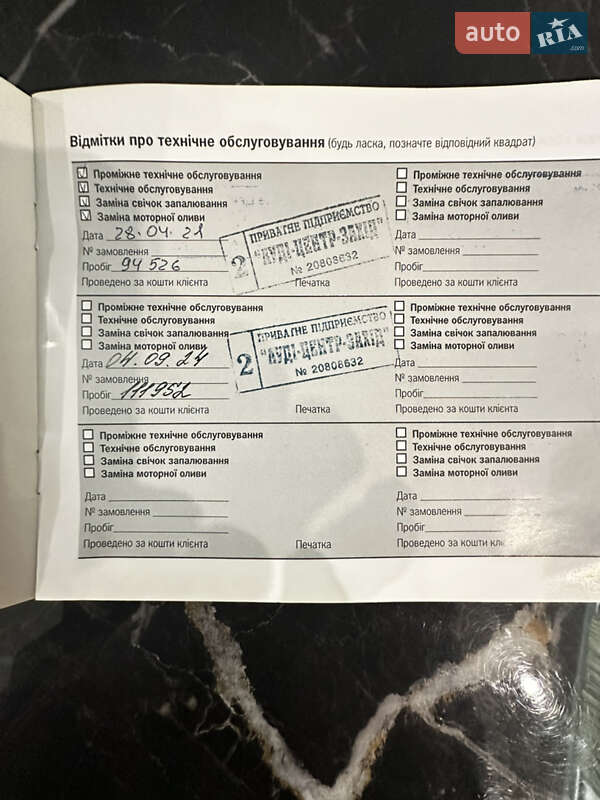 auto RIA .com
Відмітки про технічне обслуговування (будь ласка, позначте відповідний квадрат)
Проміжне технічне обслуговування
Технічне обслуговування
Заміна свічок запалювання
Заміна моторної оливи
Дата 28.04.21
№ замовлення
Пробіг 94 526
Проведено за кошти клієнта
Печатка
2 ПРИВАТНЕ ПІДПРИЄМСТВО
"АУДІ-ЦЕНТР-ЗАХІД"
№ 20808632
Проміжне технічне обслуговування
Технічне обслуговування
Заміна свічок запалювання
Заміна моторної оливи
Дата
№ замовлення
Пробіг
Проведено за кошти клієнта
Проміжне технічне обслуговування
Технічне обслуговування
Заміна свічок запалювання
Заміна моторної оливи
Дата 04.09.24
№ замовлення
Пробіг 111952
Проведено за кошти клієнта
Печатка
2 ПРИВАТНЕ ПІДПРИЄМСТВО
"АУДІ-ЦЕНТР-ЗАХІД"
№ 20808632
Проміжне технічне обслуговування
Технічне обслуговування
Заміна свічок запалювання
Заміна моторної оливи
Дата
№ замовлення
Пробіг
Проведено за кошти клієнта
Проміжне технічне обслуговування
Технічне обслуговування
Заміна свічок запалювання
Заміна моторної оливи
Дата
№ замовлення
Пробіг
Проведено за кошти клієнта
Печатка
Проміжне технічне обслуговування
Технічне обслуговування
Заміна свічок запалювання
Заміна моторної оливи
Дата
№ замовлення
Пробіг
Проведено за кошти